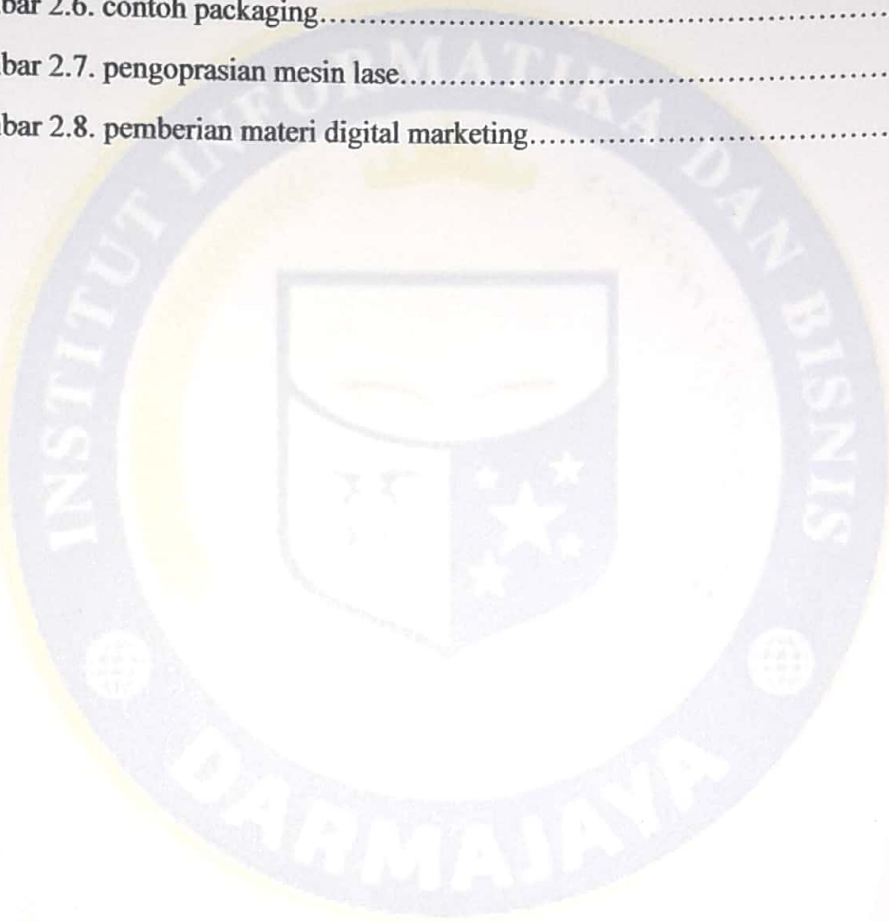 bar 2.6. contoh packaging.....................................................
bar 2.7. pengoprasian mesin lase.............................................
bar 2.8. pemberian materi digital marketing................................
INSTITUT INFORMATIKA DAN BISNIS
DARMAJAYA